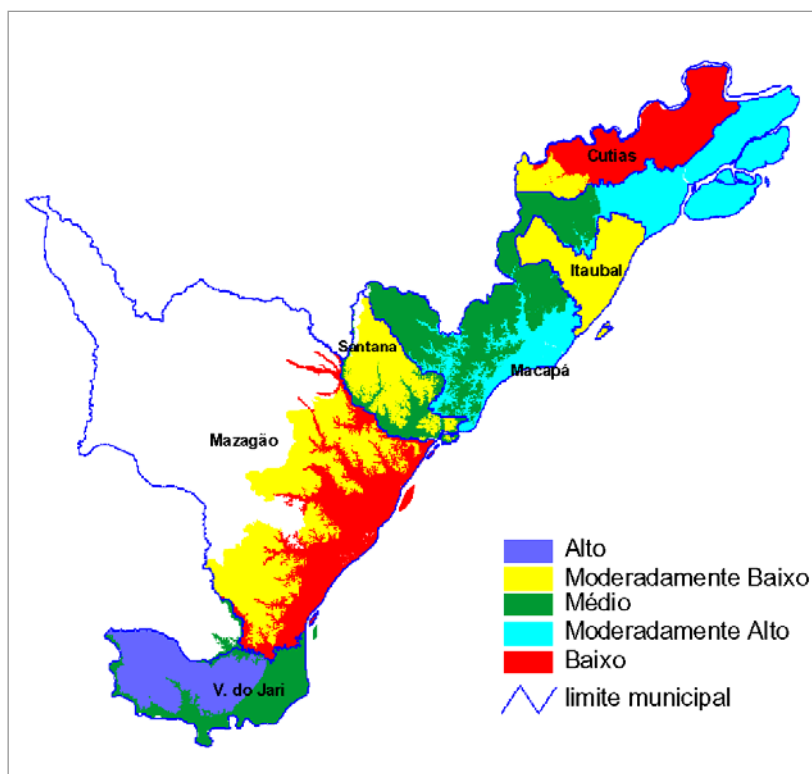 Cutias
Itaubal
Santana
Macapá
Mazagão
V. do Jari
Alto
Moderadamente Baixo
Médio
Moderadamente Alto
Baixo
limite municipal